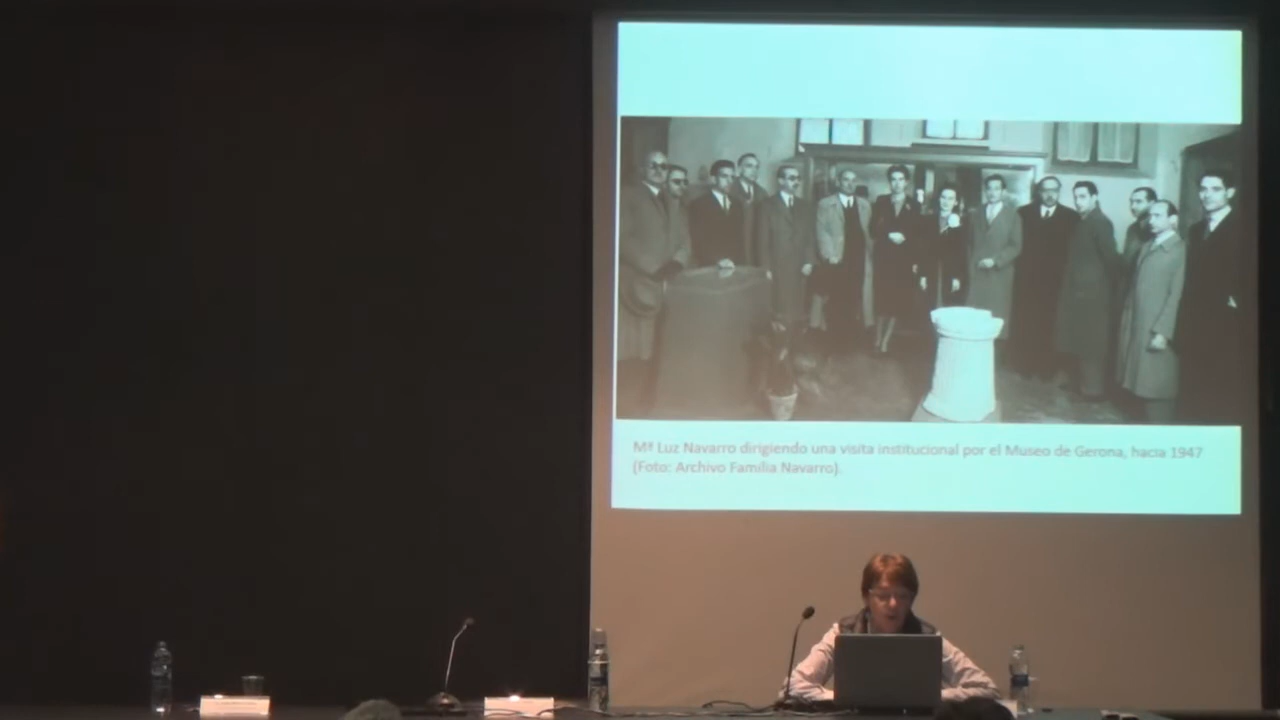 Mª Luz Navarro dirigiendo una visita institucional por el Museo de Gerona, hacia 1947
(Foto: Archivo Familia Navarro).